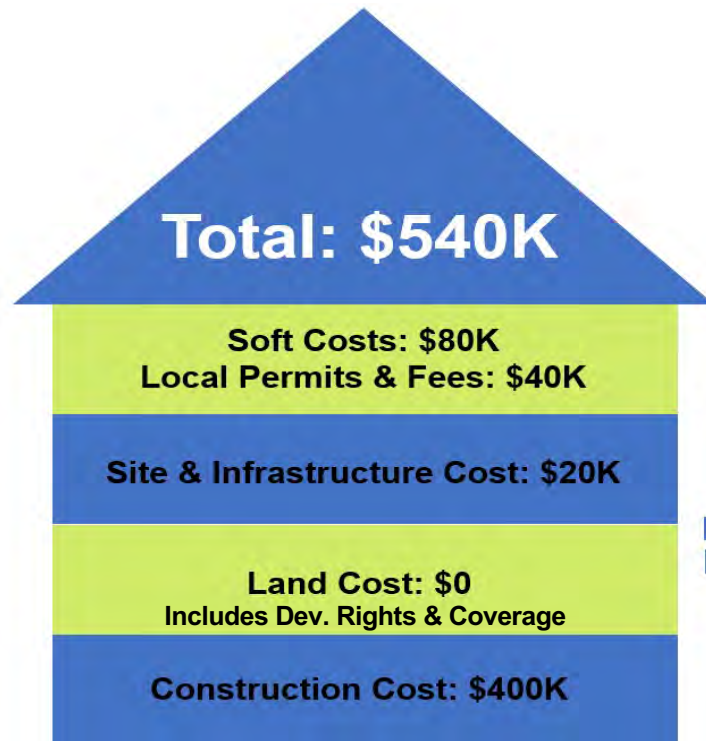 Total: $540K
Soft Costs: $80K
Local Permits & Fees: $40K
Site & Infrastructure Cost: $20K
Land Cost: $0
Includes Dev. Rights & Coverage
Construction Cost: $400K